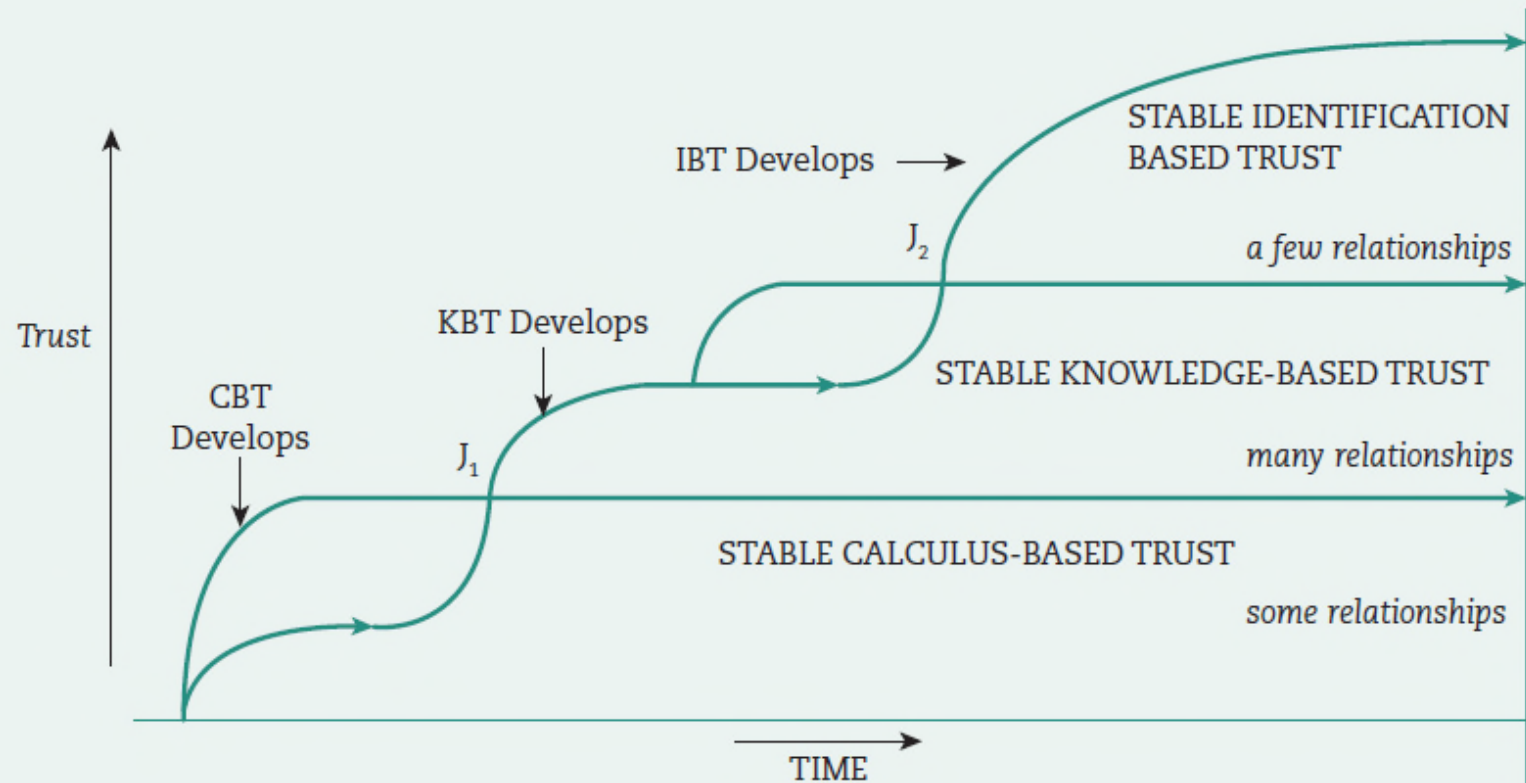 STABLE IDENTIFICATION
BASED TRUST
IBT Develops
J2
a few relationships
KBT Develops
Trust
STABLE KNOWLEDGE-BASED TRUST
CBT
Develops
J1
many relationships
STABLE CALCULUS-BASED TRUST
some relationships
TIME